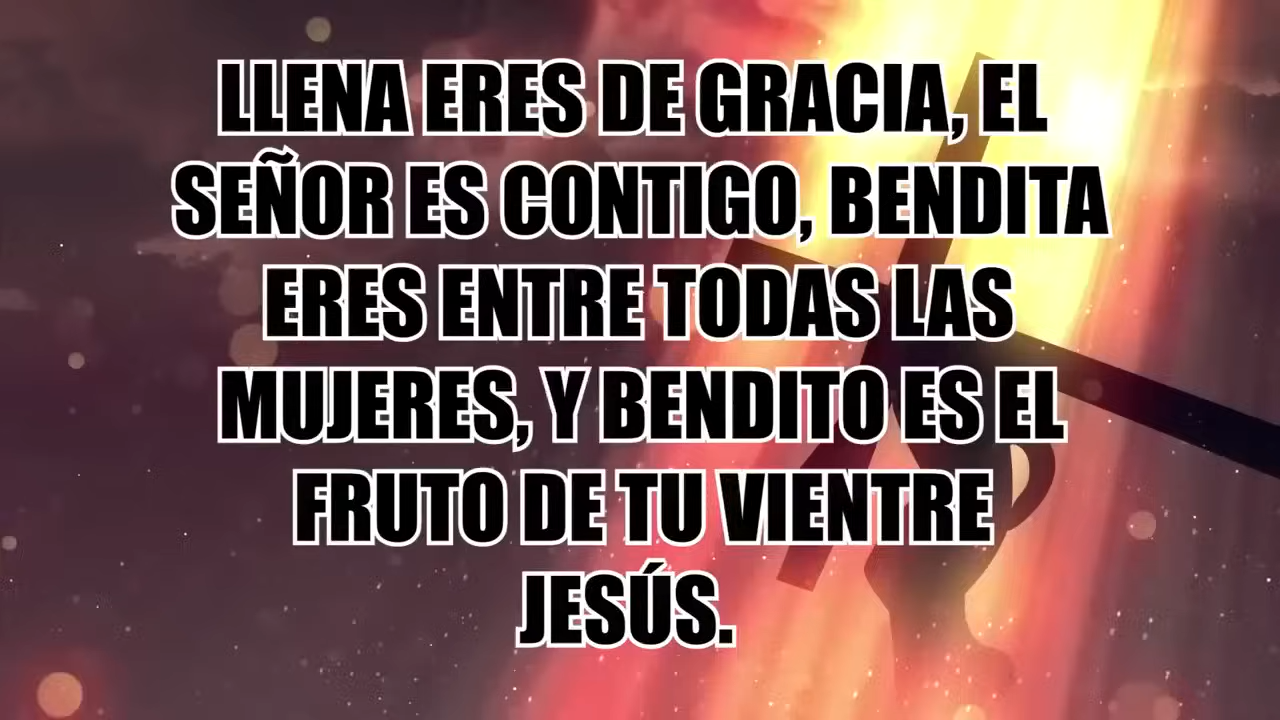 LLENA ERES DE GRACIA, EL
SEÑOR ES CONTIGO, BENDITA
ERES ENTRE TODAS LAS
MUJERES, Y BENDITO ES EL
FRUTO DE TU VIENTRE
JESÚS.